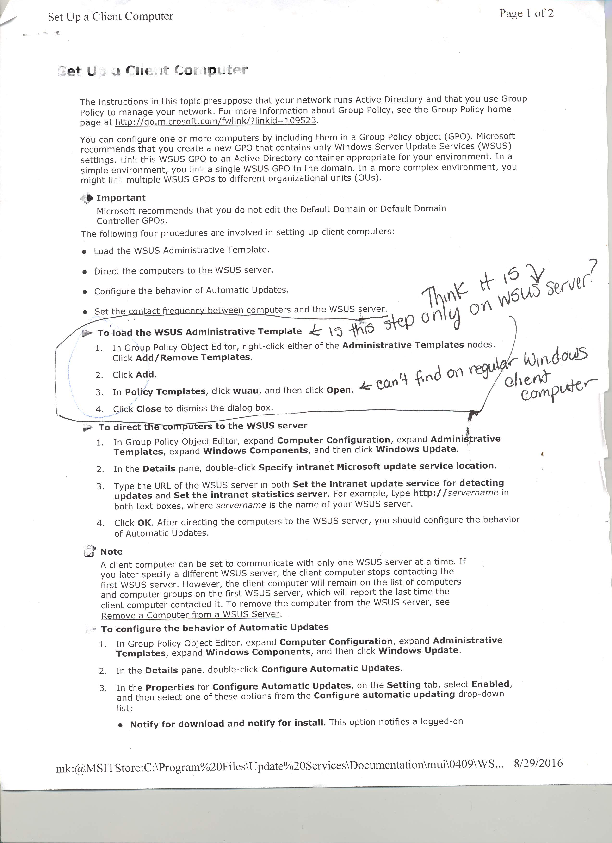 Set Up a Client Computer
Page 1 of 2
Set Up a Client Computer
The instructions in this topic presuppose that your network runs Active Directory and that you use Group
Policy to manage your network. For more information about Group Policy, see the Group Policy home
page at http://go.microsoft.com/fwlink/?linkid=109523.
You can configure one or more computers by including them in a Group Policy object (GPO). Microsoft
recommends that you create a new GPO that contains only Windows Server Update Services (WSUS)
settings. Link this WSUS GPO to an Active Directory container appropriate for your environment. In a
simple environment, you link a single WSUS GPO to the domain. In a more complex environment, you
might link multiple WSUS GPOs to different organizational units (OUs).
Important
Microsoft recommends that you do not edit the Default Domain or Default Domain
Controller GPOs.
The following four procedures are involved in setting up client computers:
• Load the WSUS Administrative Template.
• Direct the computers to the WSUS server.
• Configure the behavior of Automatic Updates.
• Set the contact frequency between computers and the WSUS server.
Think it is
only on WSUS server?
To load the WSUS Administrative Template ← is this step
1. In Group Policy Object Editor, right-click either of the Administrative Templates nodes.
Click Add/Remove Templates.
2. Click Add.
3. In Policy Templates, click wuau, and then click Open. ← can't find on regular Windows
client
computer
4. Click Close to dismiss the dialog box.
To direct the computers to the WSUS server
1. In Group Policy Object Editor, expand Computer Configuration, expand Administrative
Templates, expand Windows Components, and then click Windows Update.
2. In the Details pane, double-click Specify intranet Microsoft update service location.
3. Type the URL of the WSUS server in both Set the intranet update service for detecting
updates and Set the intranet statistics server. For example, type http://servername in
both text boxes, where servername is the name of your WSUS server.
4. Click OK. After directing the computers to the WSUS server, you should configure the behavior
of Automatic Updates.
Note
A client computer can be set to communicate with only one WSUS server at a time. If
you later specify a different WSUS server, the client computer stops contacting the
first WSUS server. However, the client computer will remain on the list of computers
and computer groups on the first WSUS server, which will report the last time the
client computer contacted it. To remove the computer from the WSUS server, see
Remove a Computer from a WSUS Server.
To configure the behavior of Automatic Updates
1. In Group Policy Object Editor, expand Computer Configuration, expand Administrative
Templates, expand Windows Components, and then click Windows Update.
2. In the Details pane, double-click Configure Automatic Updates.
3. In the Properties for Configure Automatic Updates, on the Setting tab, select Enabled,
and then select one of these options from the Configure automatic updating drop-down
list:
• Notify for download and notify for install. This option notifies a logged-on
mk:@MSITStore:C:\Program%20Files\Update%20Services\Documentation\mui\0409\WS... 8/29/2016